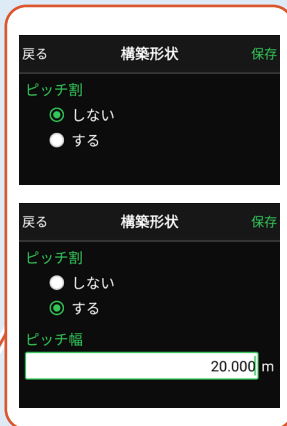 戻る 構築形状 保存
ピッチ割
しない
する
戻る 構築形状 保存
ピッチ割
しない
する
ピッチ幅
20.000 m